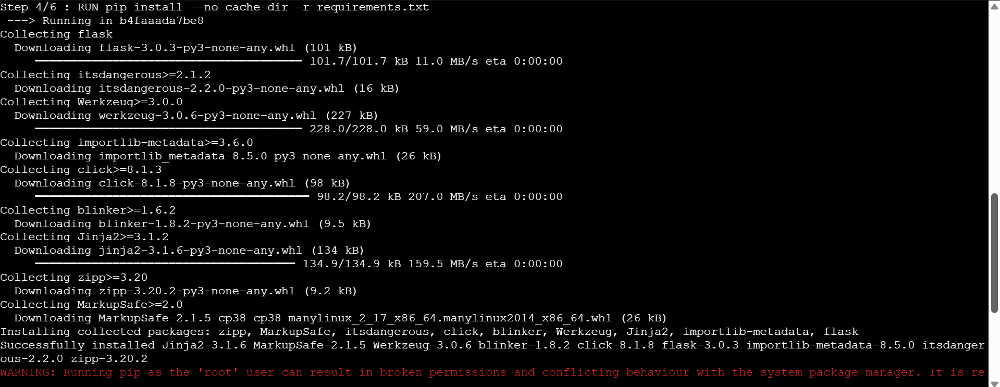 Step 4/6 : RUN pip install --no-cache-dir -r requirements.txt
 ---> Running in b4faaada7be8
Collecting flask
  Downloading flask-3.0.3-py3-none-any.whl (101 kB)
     ━━━━━━━━━━━━━━━━━━━━━━━━━━━━━━━━━━━━━━ 101.7/101.7 kB 11.0 MB/s eta 0:00:00
Collecting itsdangerous>=2.1.2
  Downloading itsdangerous-2.2.0-py3-none-any.whl (16 kB)
Collecting Werkzeug>=3.0.0
  Downloading werkzeug-3.0.6-py3-none-any.whl (227 kB)
     ━━━━━━━━━━━━━━━━━━━━━━━━━━━━━━━━━━━━━━ 228.0/228.0 kB 59.0 MB/s eta 0:00:00
Collecting importlib-metadata>=3.6.0
  Downloading importlib_metadata-8.5.0-py3-none-any.whl (26 kB)
Collecting click>=8.1.3
  Downloading click-8.1.8-py3-none-any.whl (98 kB)
     ━━━━━━━━━━━━━━━━━━━━━━━━━━━━━━━━━━━━━━━ 98.2/98.2 kB 207.0 MB/s eta 0:00:00
Collecting blinker>=1.6.2
  Downloading blinker-1.8.2-py3-none-any.whl (9.5 kB)
Collecting Jinja2>=3.1.2
  Downloading jinja2-3.1.6-py3-none-any.whl (134 kB)
     ━━━━━━━━━━━━━━━━━━━━━━━━━━━━━━━━━━━━━ 134.9/134.9 kB 159.5 MB/s eta 0:00:00
Collecting zipp>=3.20
  Downloading zipp-3.20.2-py3-none-any.whl (9.2 kB)
Collecting MarkupSafe>=2.0
  Downloading MarkupSafe-2.1.5-cp38-cp38-manylinux_2_17_x86_64.manylinux2014_x86_64.whl (26 kB)
Installing collected packages: zipp, MarkupSafe, itsdangerous, click, blinker, Werkzeug, Jinja2, importlib-metadata, flask
Successfully installed Jinja2-3.1.6 MarkupSafe-2.1.5 Werkzeug-3.0.6 blinker-1.8.2 click-8.1.8 flask-3.0.3 importlib-metadata-8.5.0 itsdanger
ous-2.2.0 zipp-3.20.2
WARNING: Running pip as the 'root' user can result in broken permissions and conflicting behaviour with the system package manager. It is re